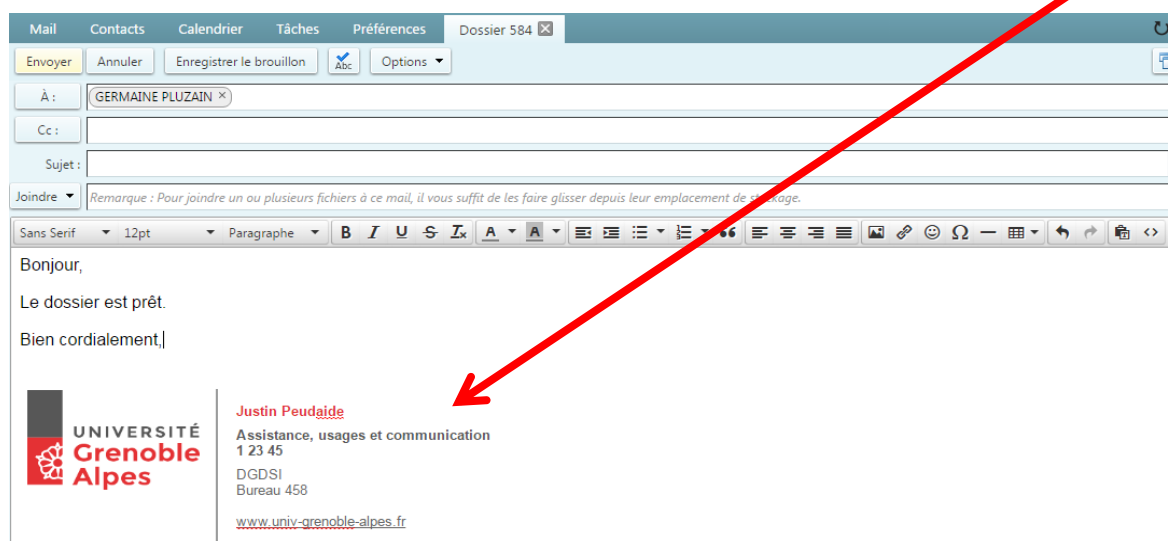 Mail Contacts Calendrier Tâches Préférences Dossier 584
Envoyer Annuler Enregistrer le brouillon Abc Options
À : GERMAINE PLUZAIN ×
Cc :
Sujet :
Joindre Remarque : Pour joindre un ou plusieurs fichiers à ce mail, il vous suffit de les faire glisser depuis leur emplacement de stockage.
Sans Serif 12pt Paragraphe B I U S Ix A A Ω
Bonjour,
Le dossier est prêt.
Bien cordialement,
UNIVERSITÉ
Grenoble
Alpes
Justin Peudaide
Assistance, usages et communication
1 23 45
DGDSI
Bureau 458
www.univ-grenoble-alpes.fr